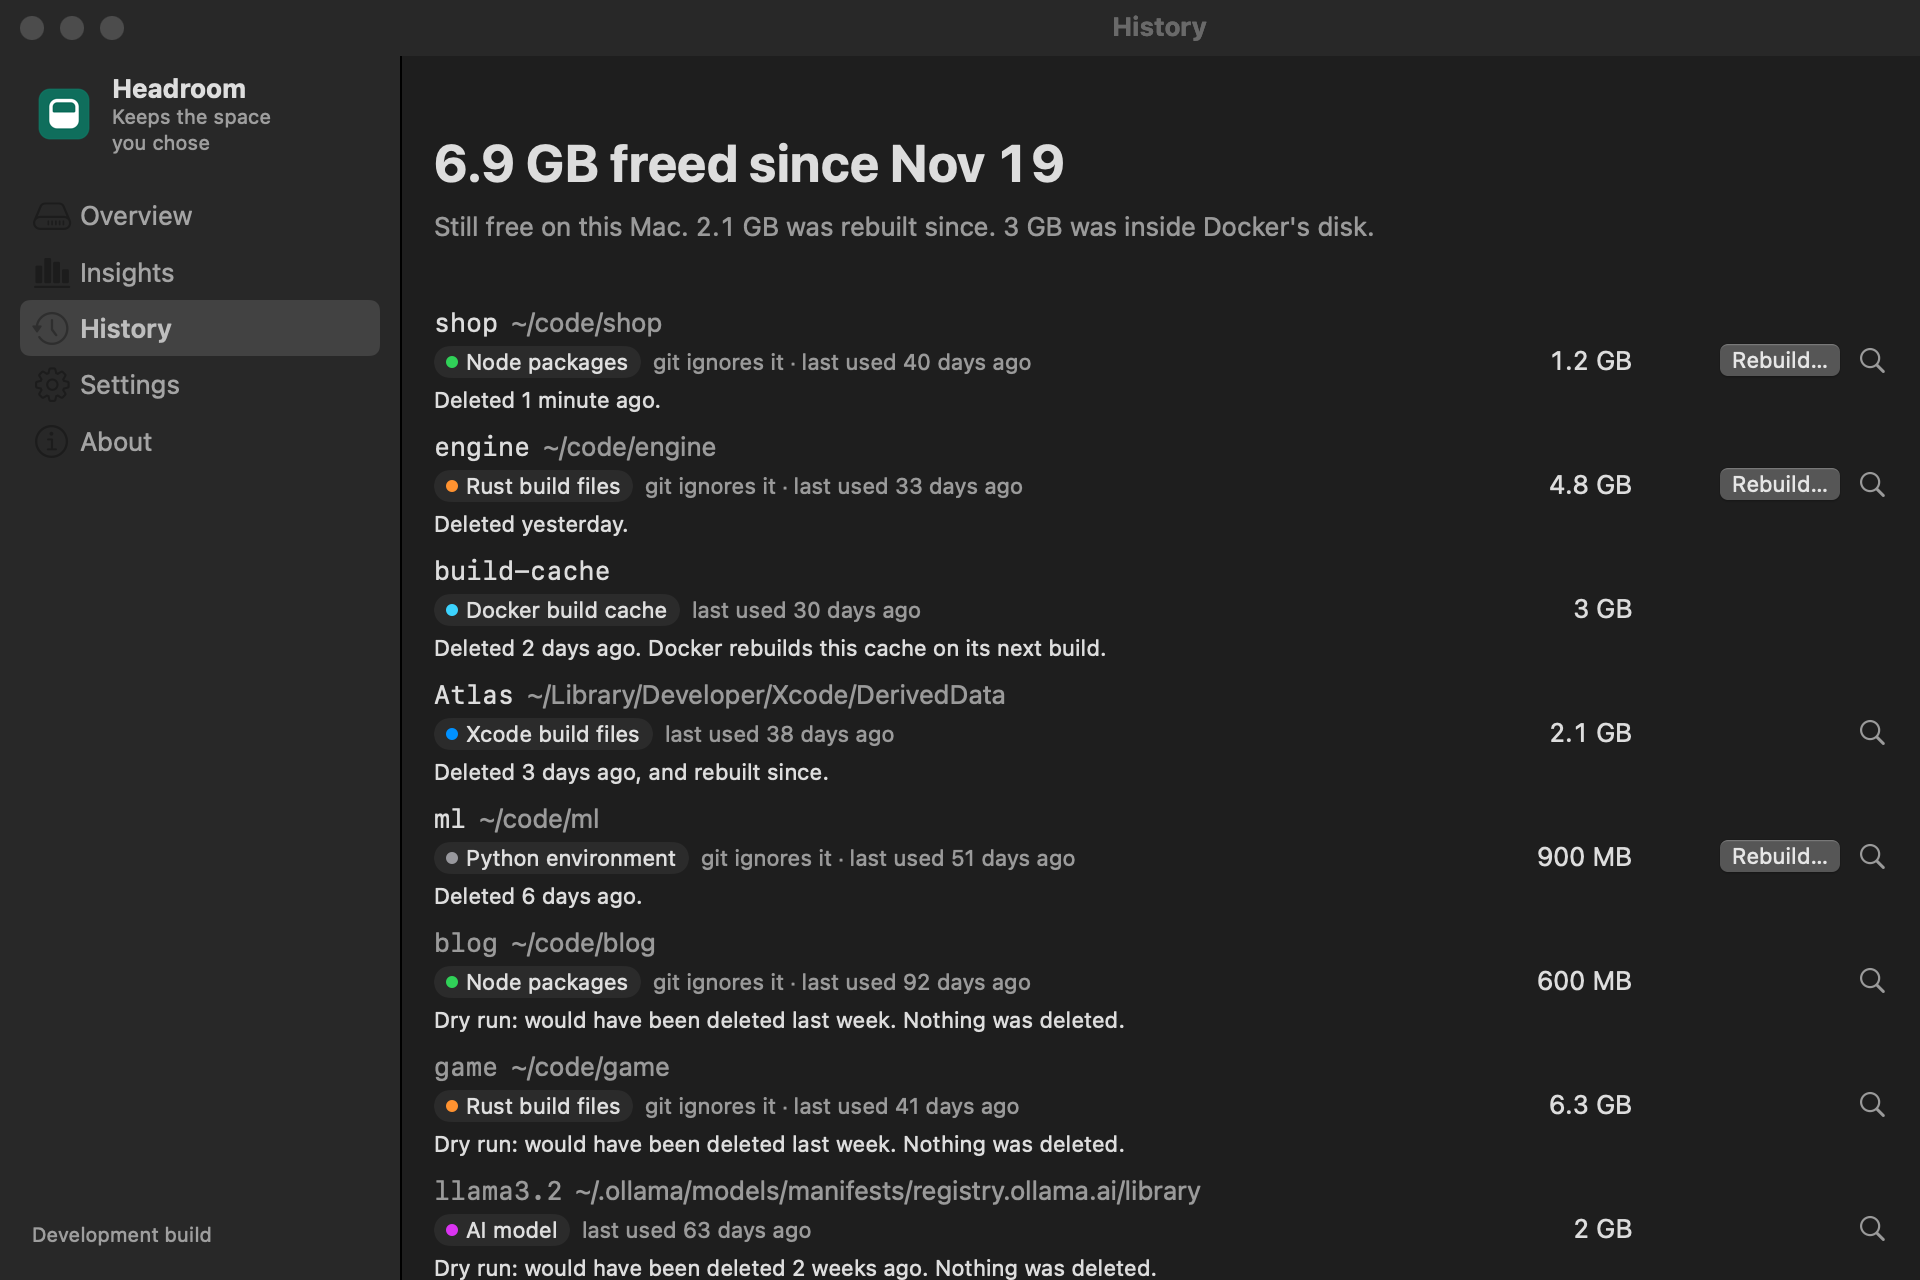 History
Headroom
Keeps the space
you chose
Overview
Insights
History
Settings
About
Development build
6.9 GB freed since Nov 19
Still free on this Mac. 2.1 GB was rebuilt since. 3 GB was inside Docker's disk.
shop ~/code/shop
Node packages git ignores it · last used 40 days ago 1.2 GB Rebuild...
Deleted 1 minute ago.
engine ~/code/engine
Rust build files git ignores it · last used 33 days ago 4.8 GB Rebuild...
Deleted yesterday.
build-cache
Docker build cache last used 30 days ago 3 GB
Deleted 2 days ago. Docker rebuilds this cache on its next build.
Atlas ~/Library/Developer/Xcode/DerivedData
Xcode build files last used 38 days ago 2.1 GB
Deleted 3 days ago, and rebuilt since.
ml ~/code/ml
Python environment git ignores it · last used 51 days ago 900 MB Rebuild...
Deleted 6 days ago.
blog ~/code/blog
Node packages git ignores it · last used 92 days ago 600 MB
Dry run: would have been deleted last week. Nothing was deleted.
game ~/code/game
Rust build files git ignores it · last used 41 days ago 6.3 GB
Dry run: would have been deleted last week. Nothing was deleted.
llama3.2 ~/.ollama/models/manifests/registry.ollama.ai/library
AI model last used 63 days ago 2 GB
Dry run: would have been deleted 2 weeks ago. Nothing was deleted.